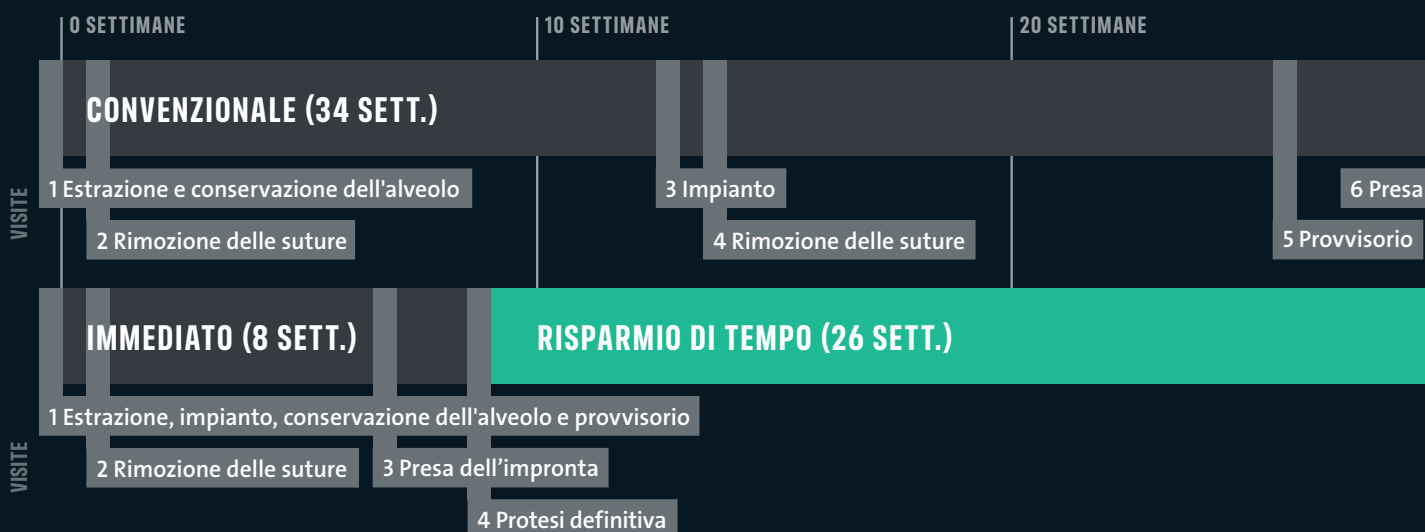 0 SETTIMANE
10 SETTIMANE
20 SETTIMANE
CONVENZIONALE (34 SETT.)
VISITE
1 Estrazione e conservazione dell'alveolo
3 Impianto
6 Presa
2 Rimozione delle suture
4 Rimozione delle suture
5 Provvisorio
IMMEDIATO (8 SETT.)
RISPARMIO DI TEMPO (26 SETT.)
VISITE
1 Estrazione, impianto, conservazione dell'alveolo e provvisorio
2 Rimozione delle suture
3 Presa dell’impronta
4 Protesi definitiva